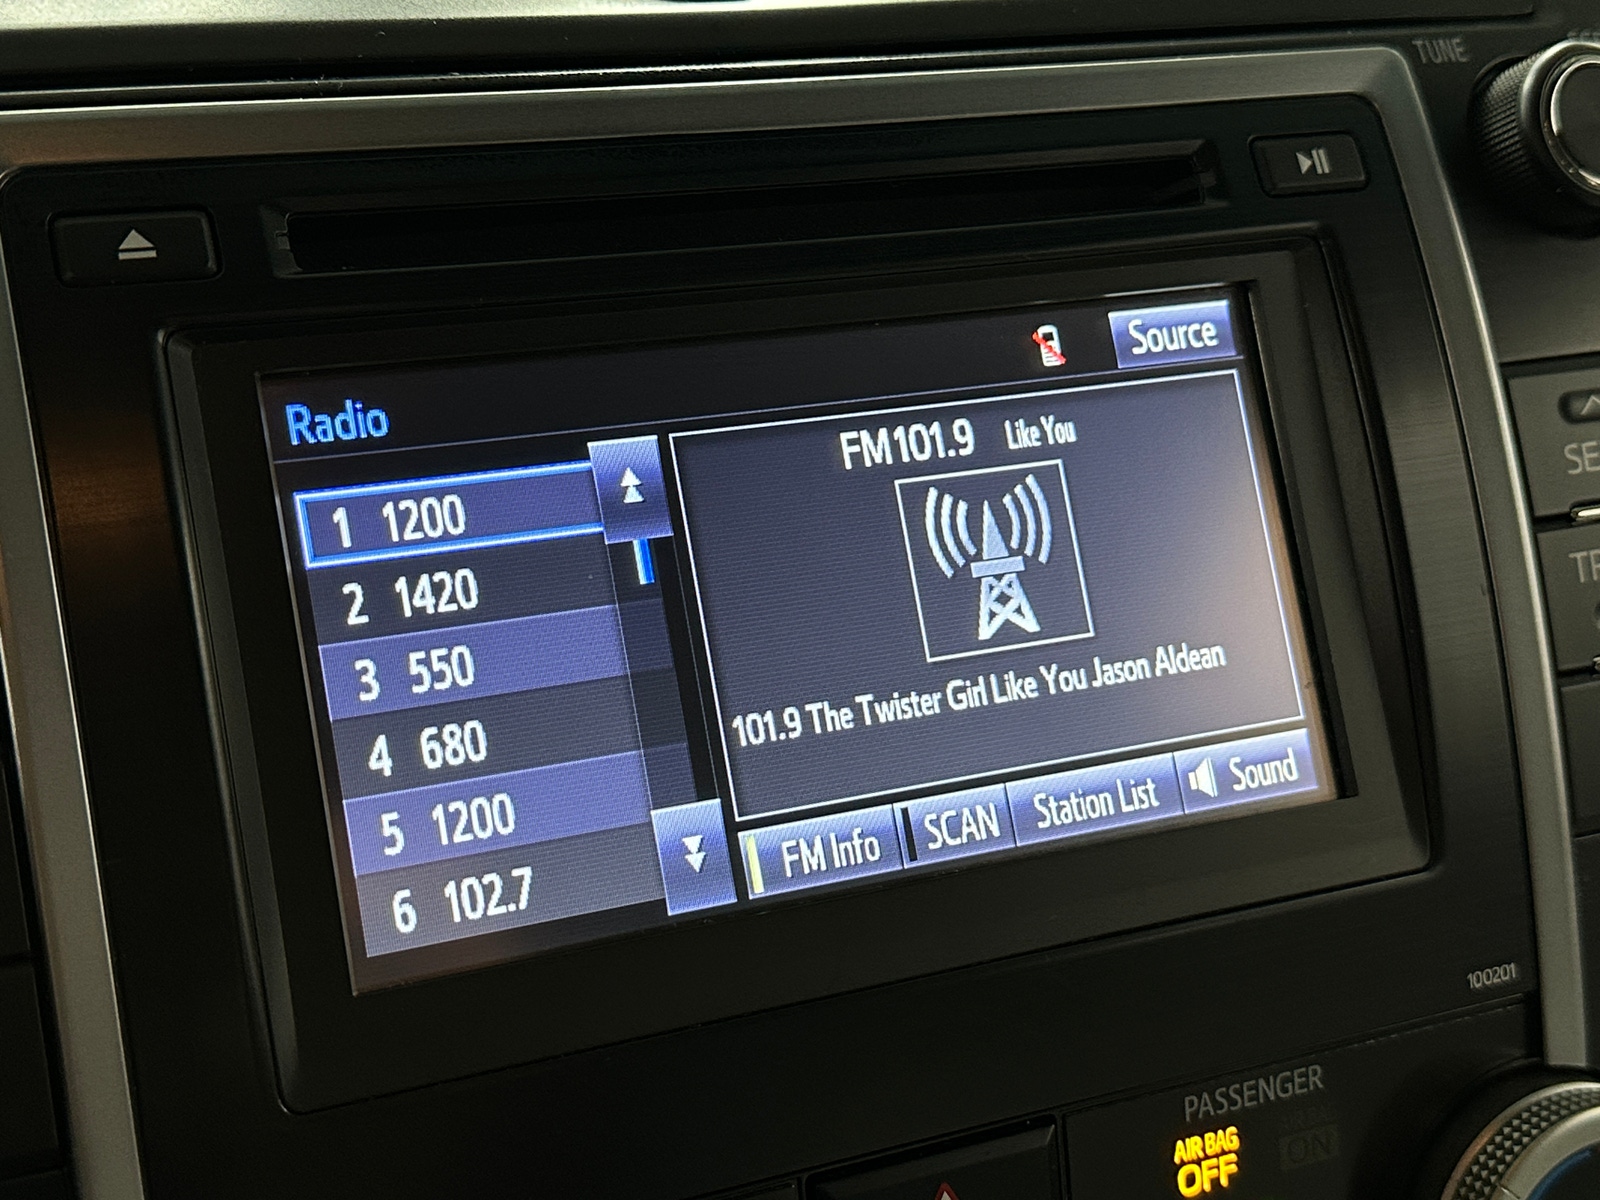 TUNE
Source
Radio
FM101.9 Like You
1 1200
2 1420
3 550
4 680
5 1200
6 102.7
101.9 The Twister Girl Like You Jason Aldean
FM Info
SCAN
Station List
Sound
100201
PASSENGER
AIR BAG
OFF
ON